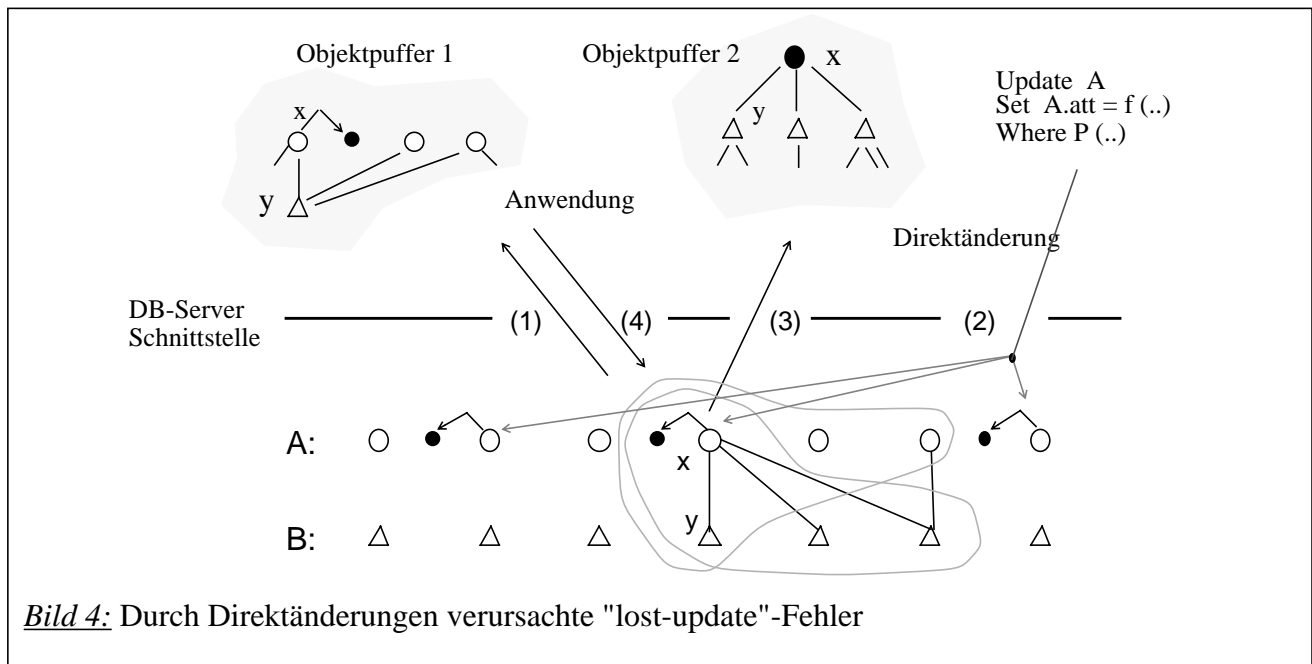 Objektpuffer 1
Objektpuffer 2
x
x
y
y
Update A
Set A.att = f (..)
Where P (..)
Anwendung
Direktänderung
DB-Server
Schnittstelle
(1)
(4)
(3)
(2)
A:
x
y
B:
Bild 4: Durch Direktänderungen verursachte "lost-update"-Fehler